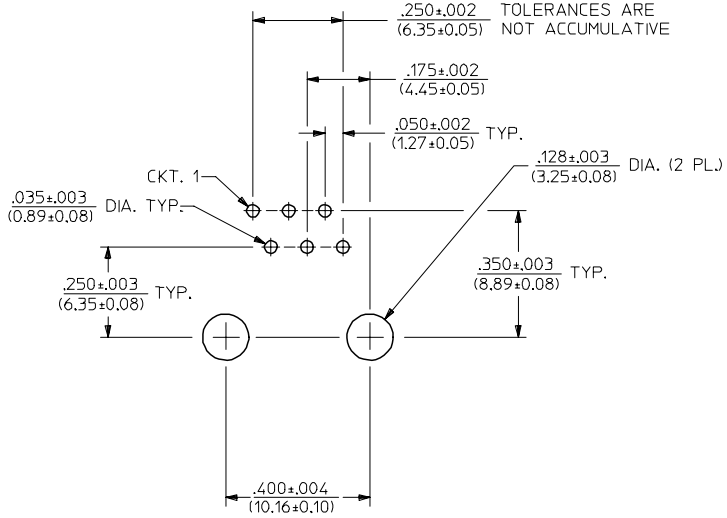 .250±.002 TOLERANCES ARE
(6.35±0.05) NOT ACCUMULATIVE
.175±.002
(4.45±0.05)
.050±.002 TYP.
(1.27±0.05)
.128±.003 DIA. (2 PL.)
(3.25±0.08)
CKT. 1
.035±.003 DIA. TYP.
(0.89±0.08)
.250±.003 TYP.
(6.35±0.08)
.350±.003 TYP.
(8.89±0.08)
.400±.004
(10.16±0.10)